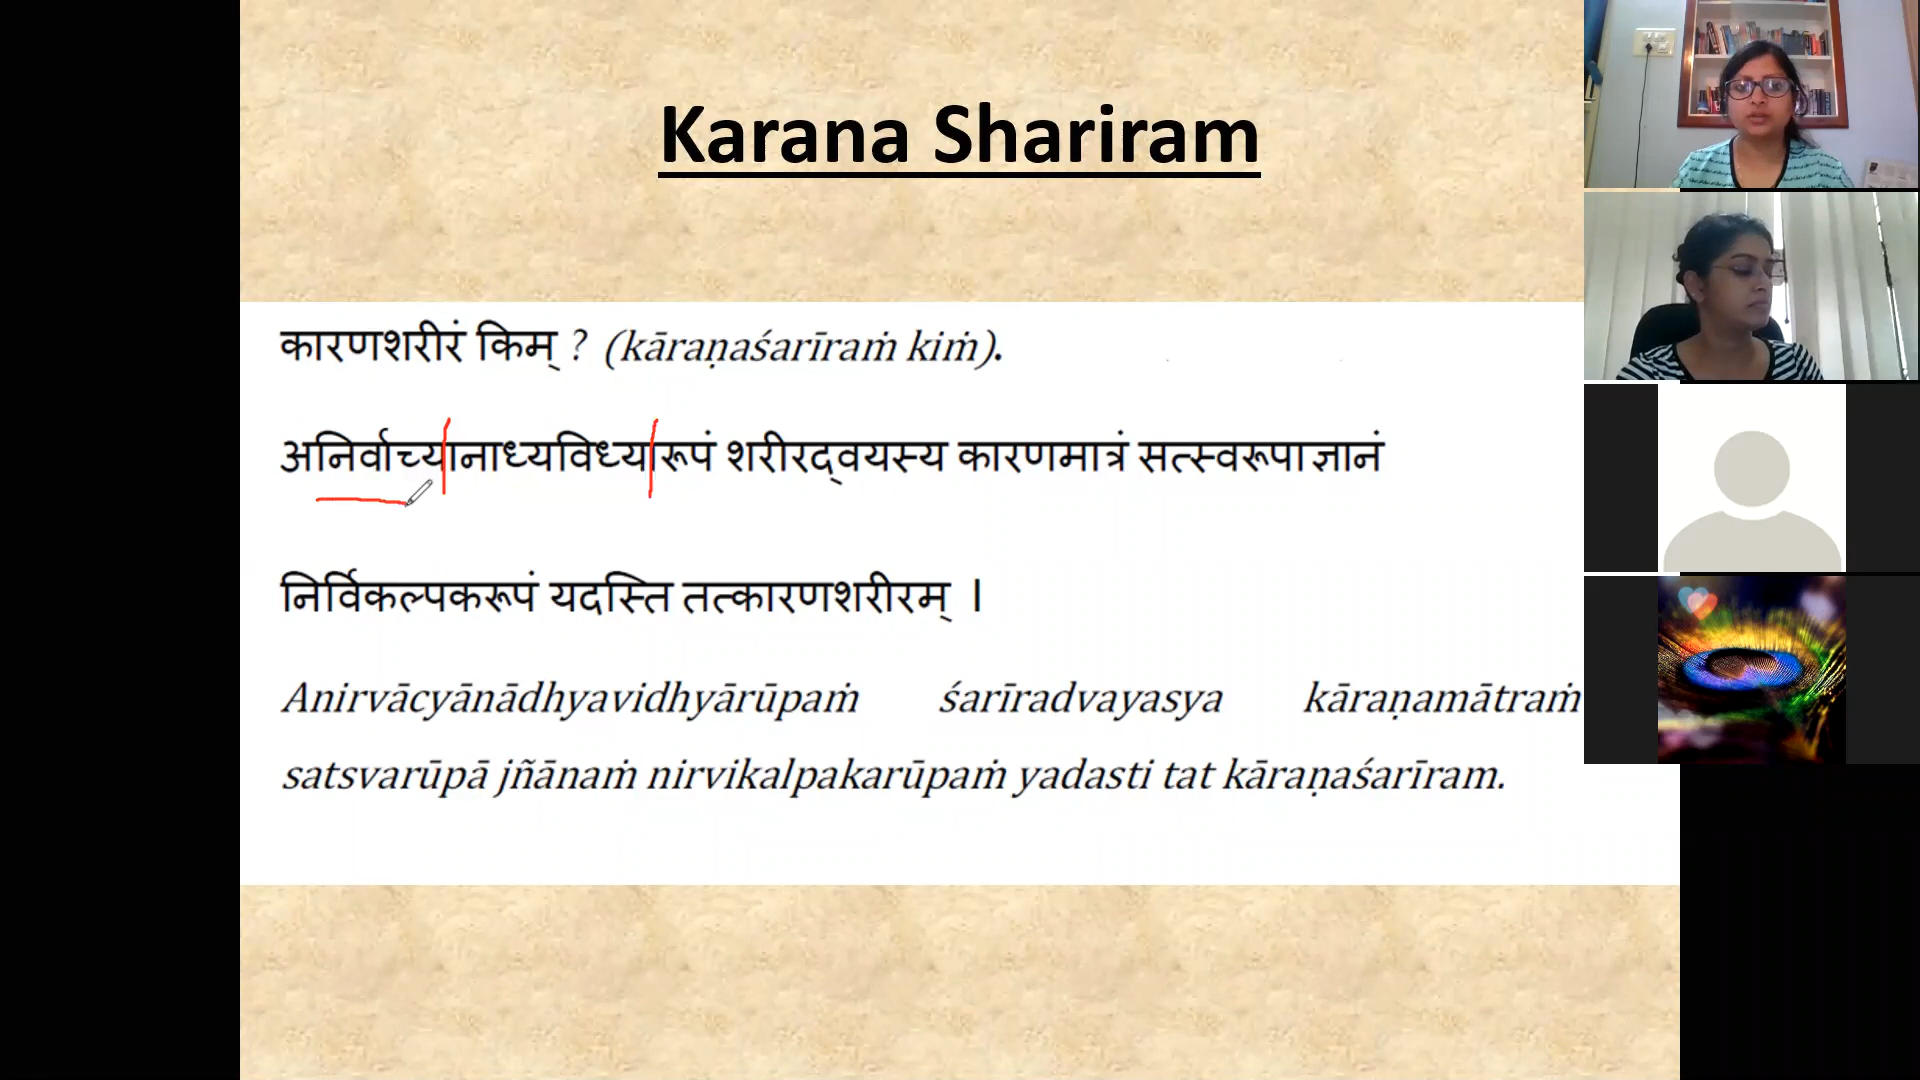 Karana Shariram
कारणशरीरं किम् ? (kāraṇaśarīraṁ kiṁ).
अनिर्वाच्यानाध्यविध्यारूपं शरीरद्वयस्य कारणमात्रं सत्स्वरूपाज्ञानं
निर्विकल्पकरूपं यदस्ति तत्कारणशरीरम् ।
Anirvācyānādhyavidhyārūpaṁ śarīradvayasya kāraṇamātraṁ
satsvarūpā jñānaṁ nirvikalpakarūpaṁ yadasti tat kāraṇaśarīram.